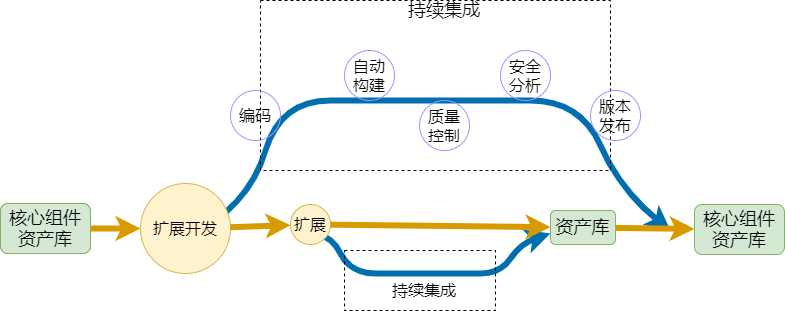 持续集成
自动
构建
安全
分析
编码
质量
控制
版本
发布
核心组件
资产库
扩展开发
扩展
资产库
核心组件
资产库
持续集成